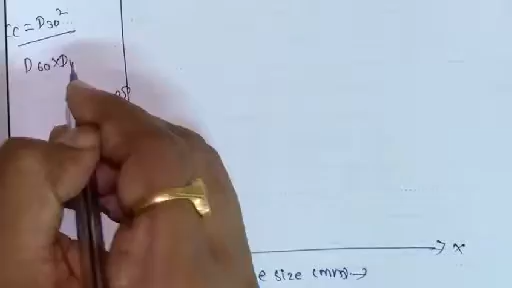 Cc = D30²
D60×D
x
e size (mm) →